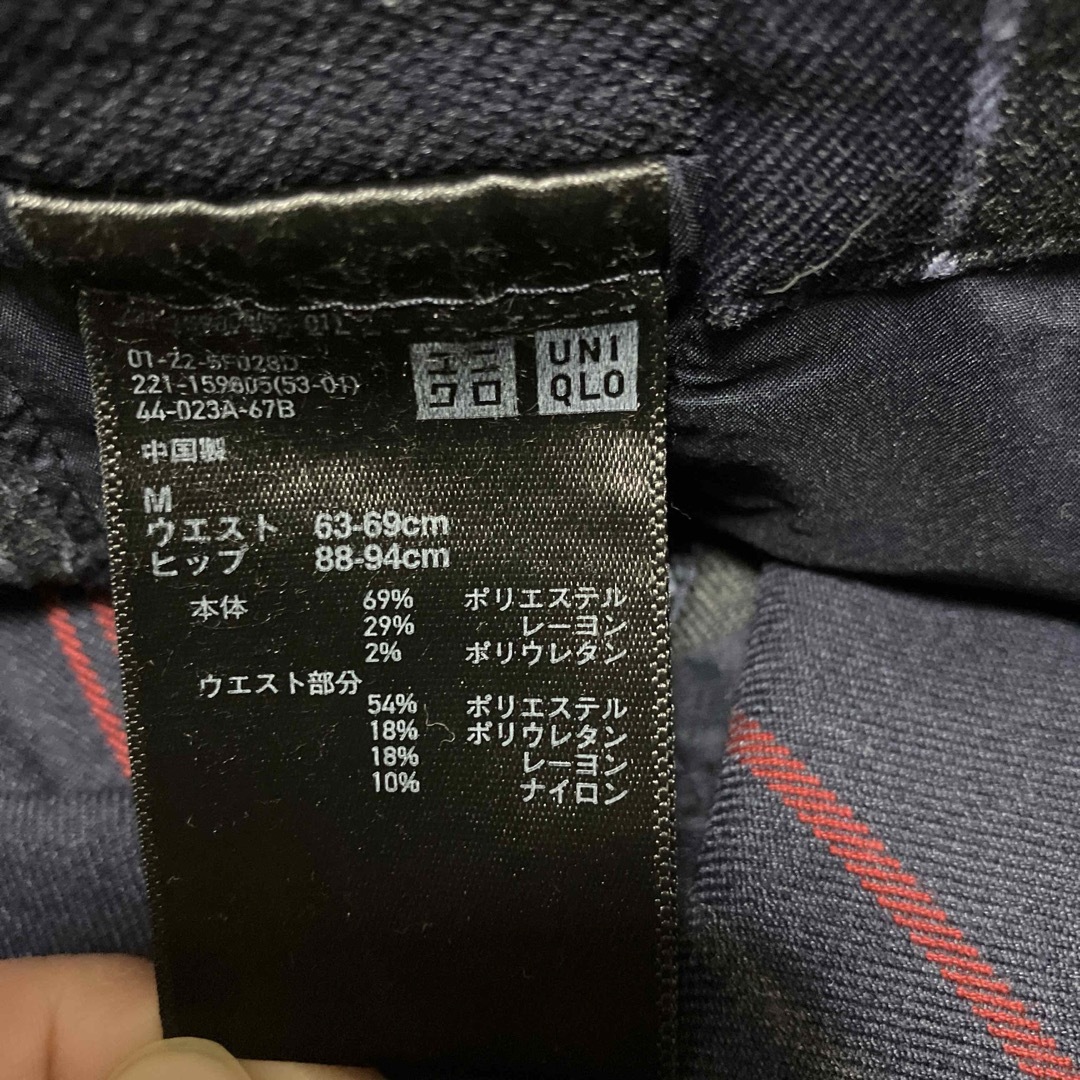 01-22-5F028D
221-159805(53-01)
44-023A-67B
ユニクロ
UNIQLO
中国製
M
ウエスト 63-69cm
ヒップ 88-94cm
本体 69% ポリエステル
29% レーヨン
2% ポリウレタン
ウエスト部分
54% ポリエステル
18% ポリウレタン
18% レーヨン
10% ナイロン